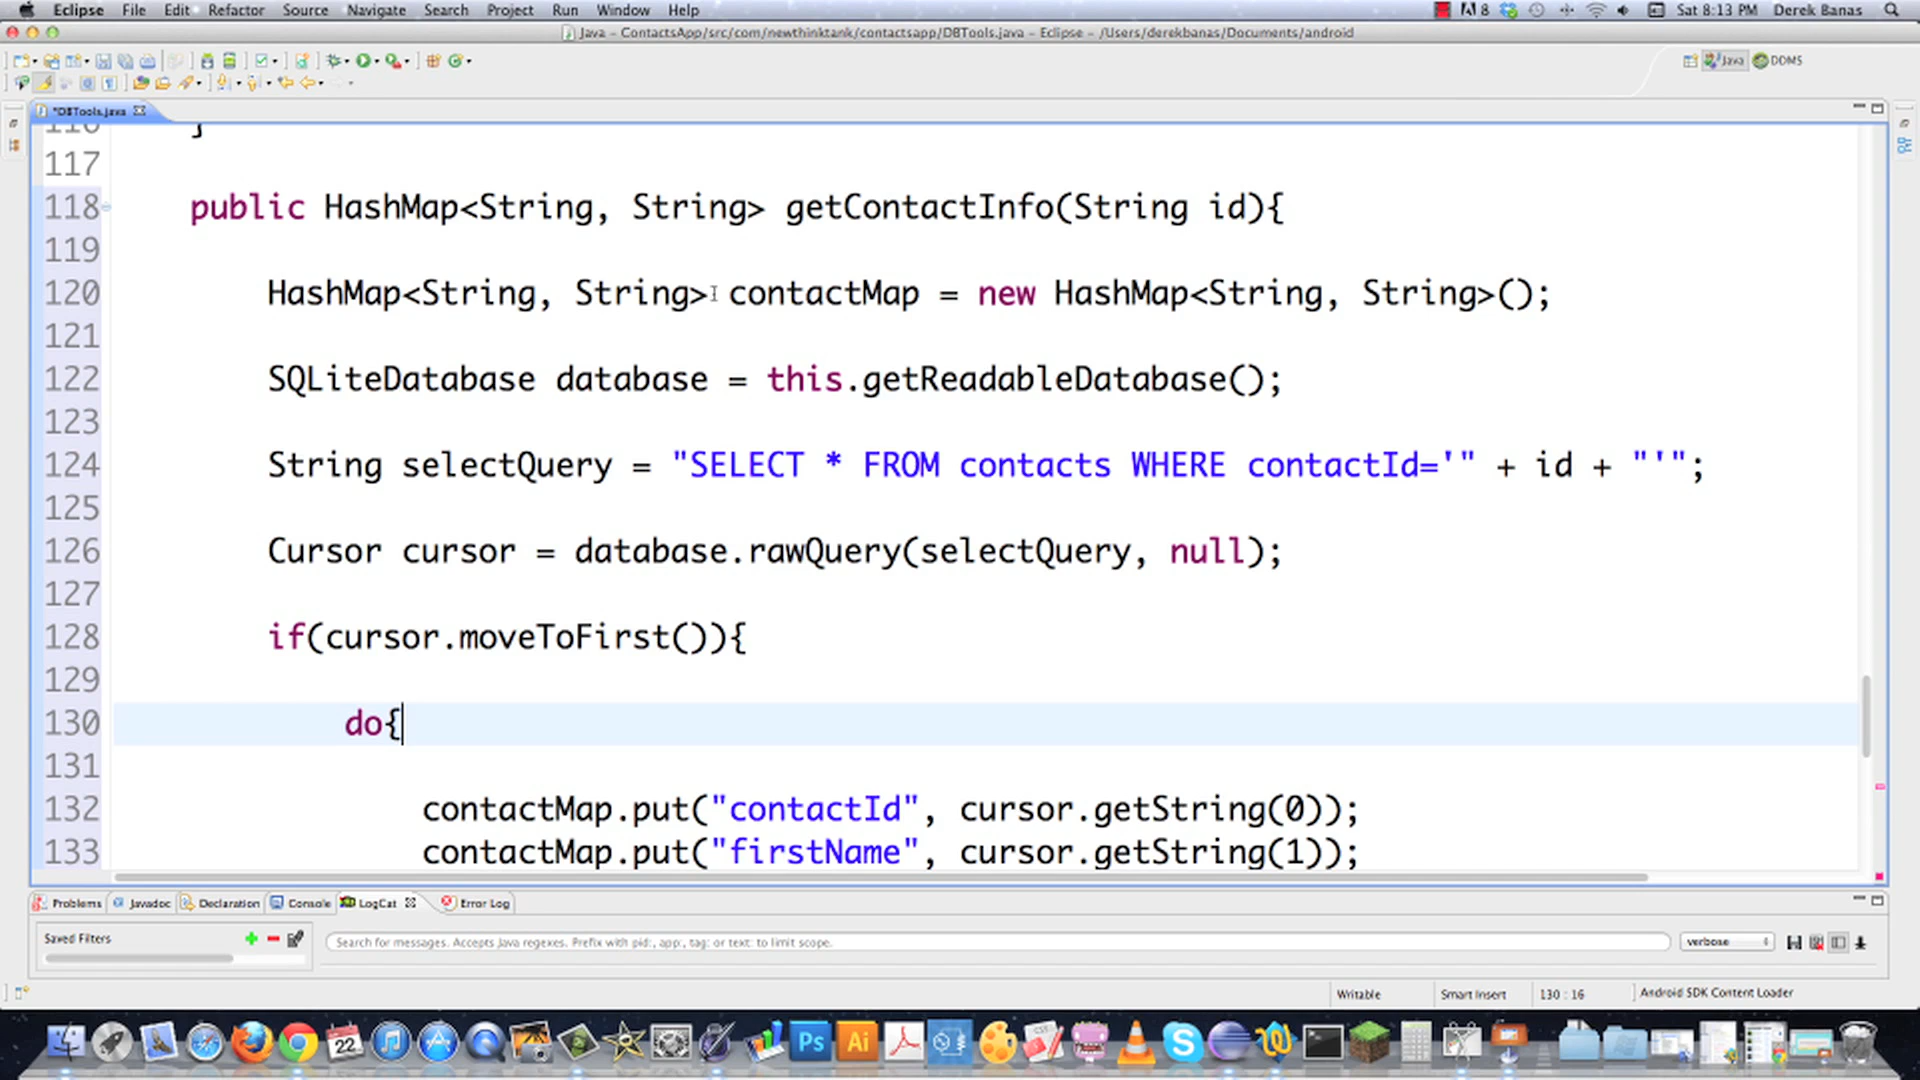 Eclipse File Edit Refactor Source Navigate Search Project Run Window Help 8 Sat 8:13 PM Derek Banas
Java - ContactsApp/src/com/newthinktank/contactsapp/DBTools.java - Eclipse - /Users/derekbanas/Documents/android
Java DDMS
*DBTools.java
116 }
117
118 public HashMap<String, String> getContactInfo(String id){
119
120 HashMap<String, String> contactMap = new HashMap<String, String>();
121
122 SQLiteDatabase database = this.getReadableDatabase();
123
124 String selectQuery = "SELECT * FROM contacts WHERE contactId='" + id + "'";
125
126 Cursor cursor = database.rawQuery(selectQuery, null);
127
128 if(cursor.moveToFirst()){
129
130 do{
131
132 contactMap.put("contactId", cursor.getString(0));
133 contactMap.put("firstName", cursor.getString(1));
Problems Javadoc Declaration Console LogCat Error Log
Saved Filters
Search for messages. Accepts Java regexes. Prefix with pid:, app:, tag: or text: to limit scope.
verbose
Writable Smart Insert 130 : 16 Android SDK Content Loader
22 Ps Ai